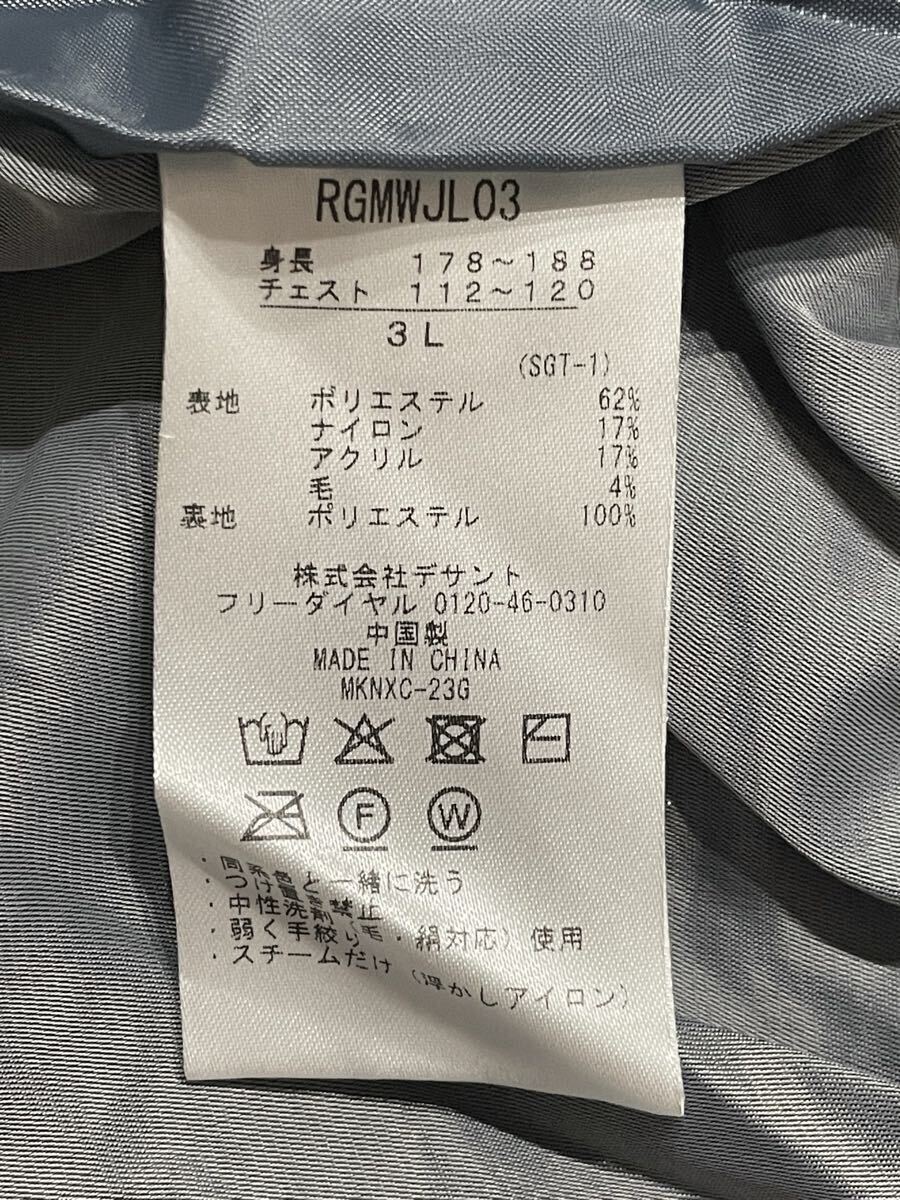 RGMWJL03
身長 178～188
チェスト 112～120
3L
(SGT-1)
表地 ポリエステル 62%
ナイロン 17%
アクリル 17%
毛 4%
裏地 ポリエステル 100%
株式会社デサント
フリーダイヤル 0120-46-0310
中国製
MADE IN CHINA
MKNXC-23G
F W
・同系色と一緒に洗う
・つけ置き禁止
・中性洗剤（毛・絹対応）使用
・弱く手絞り
・スチームだけ（浮かしアイロン）